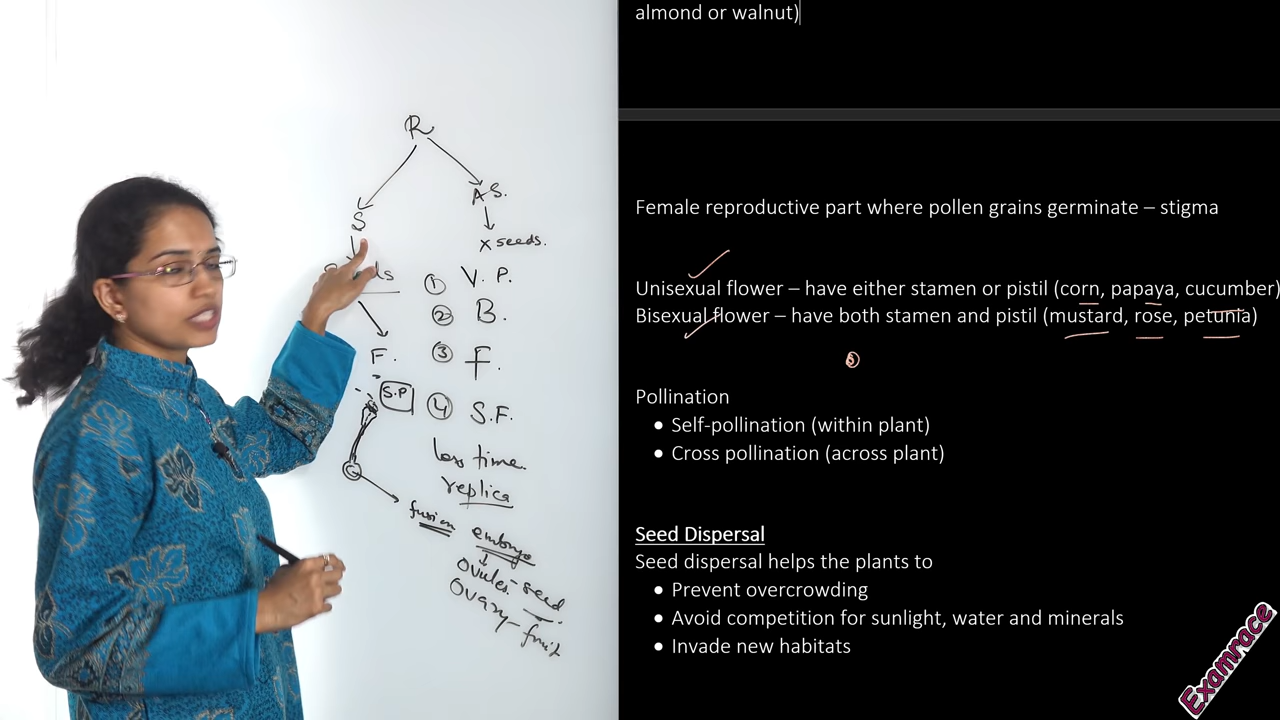 R
S
A S.
x seeds.
① V. P.
② B.
F.
③ F.
S.P
④ S.F.
less time.
replica
fusion embryo
ovules - seed
Ovary - fruit
almond or walnut)
Female reproductive part where pollen grains germinate – stigma
Unisexual flower – have either stamen or pistil (corn, papaya, cucumber)
Bisexual flower – have both stamen and pistil (mustard, rose, petunia)
Pollination
• Self-pollination (within plant)
• Cross pollination (across plant)
Seed Dispersal
Seed dispersal helps the plants to
• Prevent overcrowding
• Avoid competition for sunlight, water and minerals
• Invade new habitats
Examrace